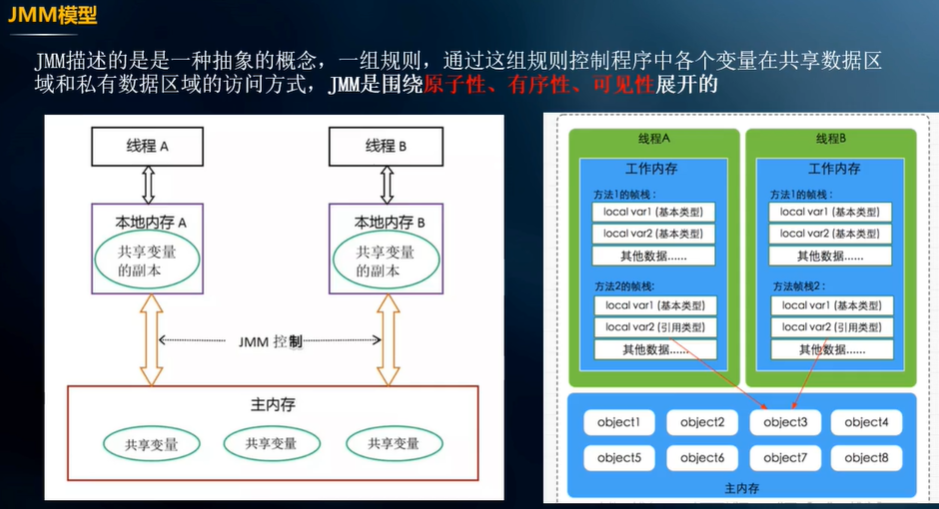 JMM模型
JMM描述的是是一种抽象的概念，一组规则，通过这组规则控制程序中各个变量在共享数据区
域和私有数据区域的访问方式，JMM是围绕原子性、有序性、可见性展开的
线程 A
线程 B
本地内存 A
本地内存 B
共享变量
的副本
共享变量
的副本
JMM 控制
主内存
共享变量
共享变量
共享变量
线程A
工作内存
方法1的帧栈：
local var1 (基本类型)
local var2 (基本类型)
其他数据......
方法2的帧栈:
local var1 (基本类型)
local var2 (引用类型)
其他数据......
线程B
工作内存
方法1的帧栈：
local var1 (基本类型)
local var2 (基本类型)
其他数据......
方法帧栈2：
local var1 (基本类型)
local var2 (引用类型)
其他数据......
object1
object2
object3
object4
object5
object6
object7
object8
主内存